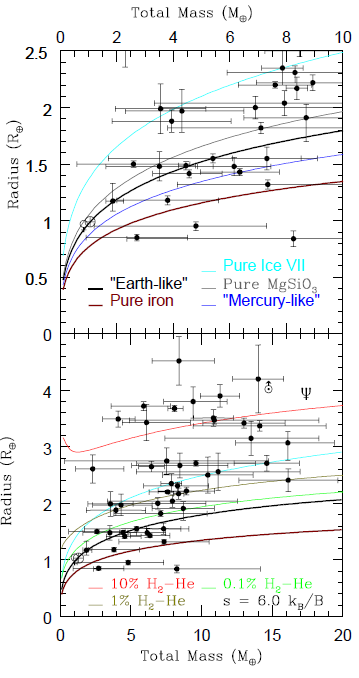 Total Mass (M⊕)
0 2 4 6 8 10
2.5
2
1.5
1
0.5
0
Radius (R⊕)
Pure Ice VII
"Earth-like" Pure MgSiO3
Pure iron "Mercury-like"
4
3
2
1
0
Radius (R⊕)
♅ Ψ
10% H2-He 0.1% H2-He
1% H2-He s = 6.0 kB/B
0 5 10 15 20
Total Mass (M⊕)